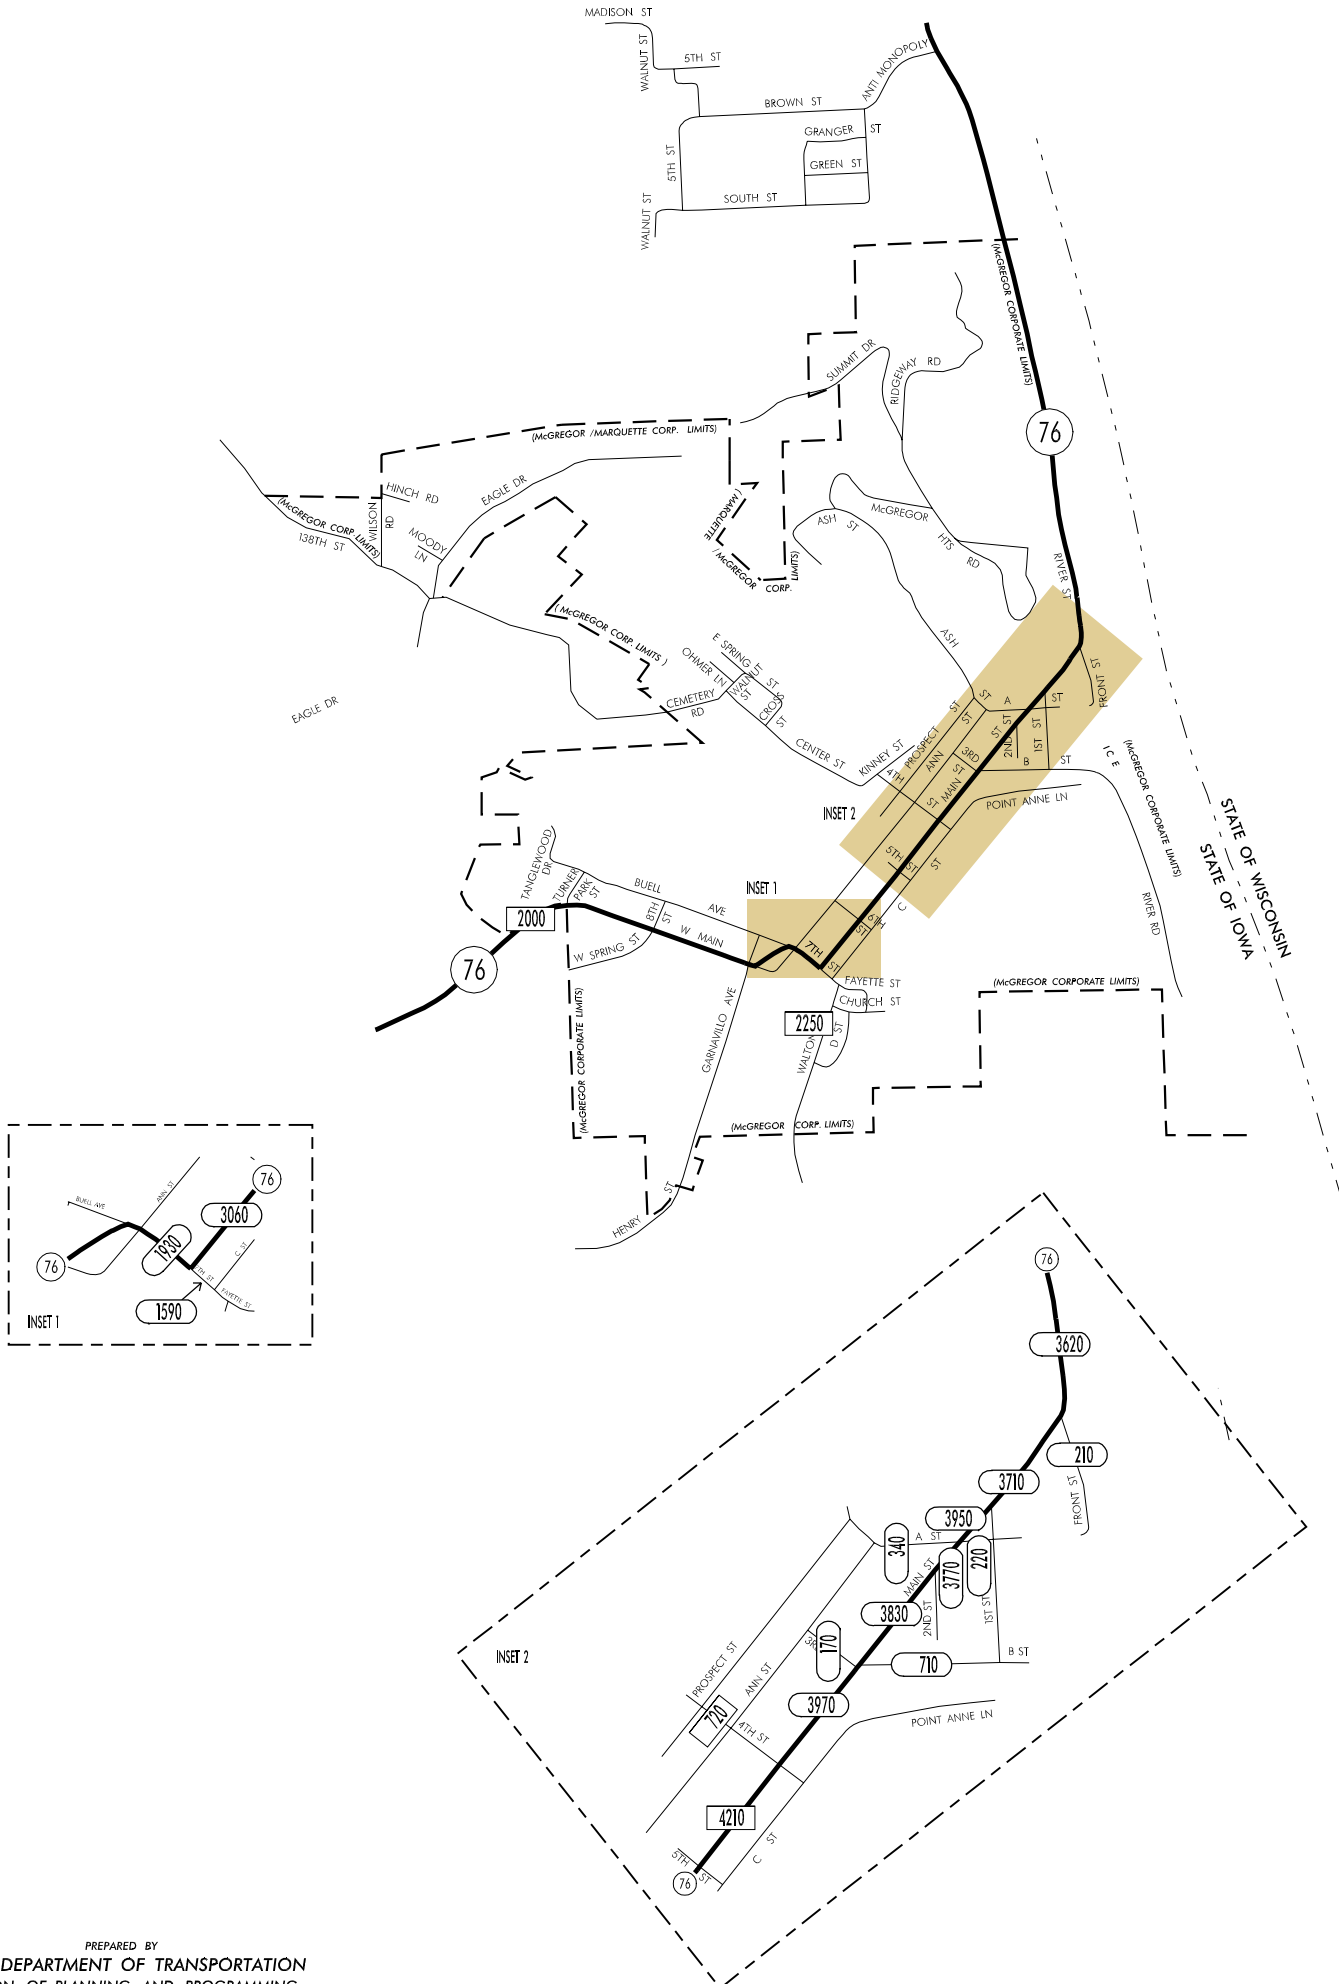 MADISON ST
WALNUT ST
5TH ST
ANTI MONOPOLY
BROWN ST
GRANGER ST
GREEN ST
5TH ST
SOUTH ST
WALNUT ST
(McGREGOR CORPORATE LIMITS)
SUMMIT DR
RIDGEWAY RD
76
(McGREGOR /MARQUETTE CORP. LIMITS)
HINCH RD
EAGLE DR
(McGREGOR CORP. LIMITS)
WILSON RD
138TH ST
MOODY LN
(MARQUETTE /McGREGOR CORP. LIMITS)
ASH ST
McGREGOR HTS RD
RIVER ST
(McGREGOR CORP. LIMITS)
ASH ST
E SPRING ST
OHMER LN
WALNUT ST
CROSS ST
CEMETERY RD
EAGLE DR
CENTER ST
KINNEY ST
PROSPECT ST
ANN ST
A ST
FRONT ST
2ND ST
1ST ST
3RD ST
B ST
MAIN ST
4TH ST
POINT ANNE LN
ICE
(McGREGOR CORPORATE LIMITS)
STATE OF WISCONSIN
STATE OF IOWA
INSET 2
5TH ST
C ST
TANGLEWOOD DR
TURNER PARK ST
BUELL AVE
INSET 1
8TH ST
W MAIN
6TH ST
7TH ST
RIVER RD
2000
76
W SPRING ST
FAYETTE ST
CHURCH ST
2250
WALTON
D ST
GARNAVILLO AVE
(McGREGOR CORPORATE LIMITS)
(McGREGOR CORPORATE LIMITS)
(McGREGOR CORP. LIMITS)
HENRY ST
76
BUELL AVE
ANN ST
3060
1930
C ST
76
7TH ST
FAYETTE ST
1590
INSET 1
76
3620
210
FRONT ST
3710
3950
A ST
340
220
3770
MAIN ST
2ND ST
1ST ST
3830
170
710
B ST
INSET 2
PROSPECT ST
ANN ST
3970
720
4TH ST
POINT ANNE LN
4210
C ST
5TH ST
76
PREPARED BY
DEPARTMENT OF TRANSPORTATION
OF PLANNING AND PROGRAMMING